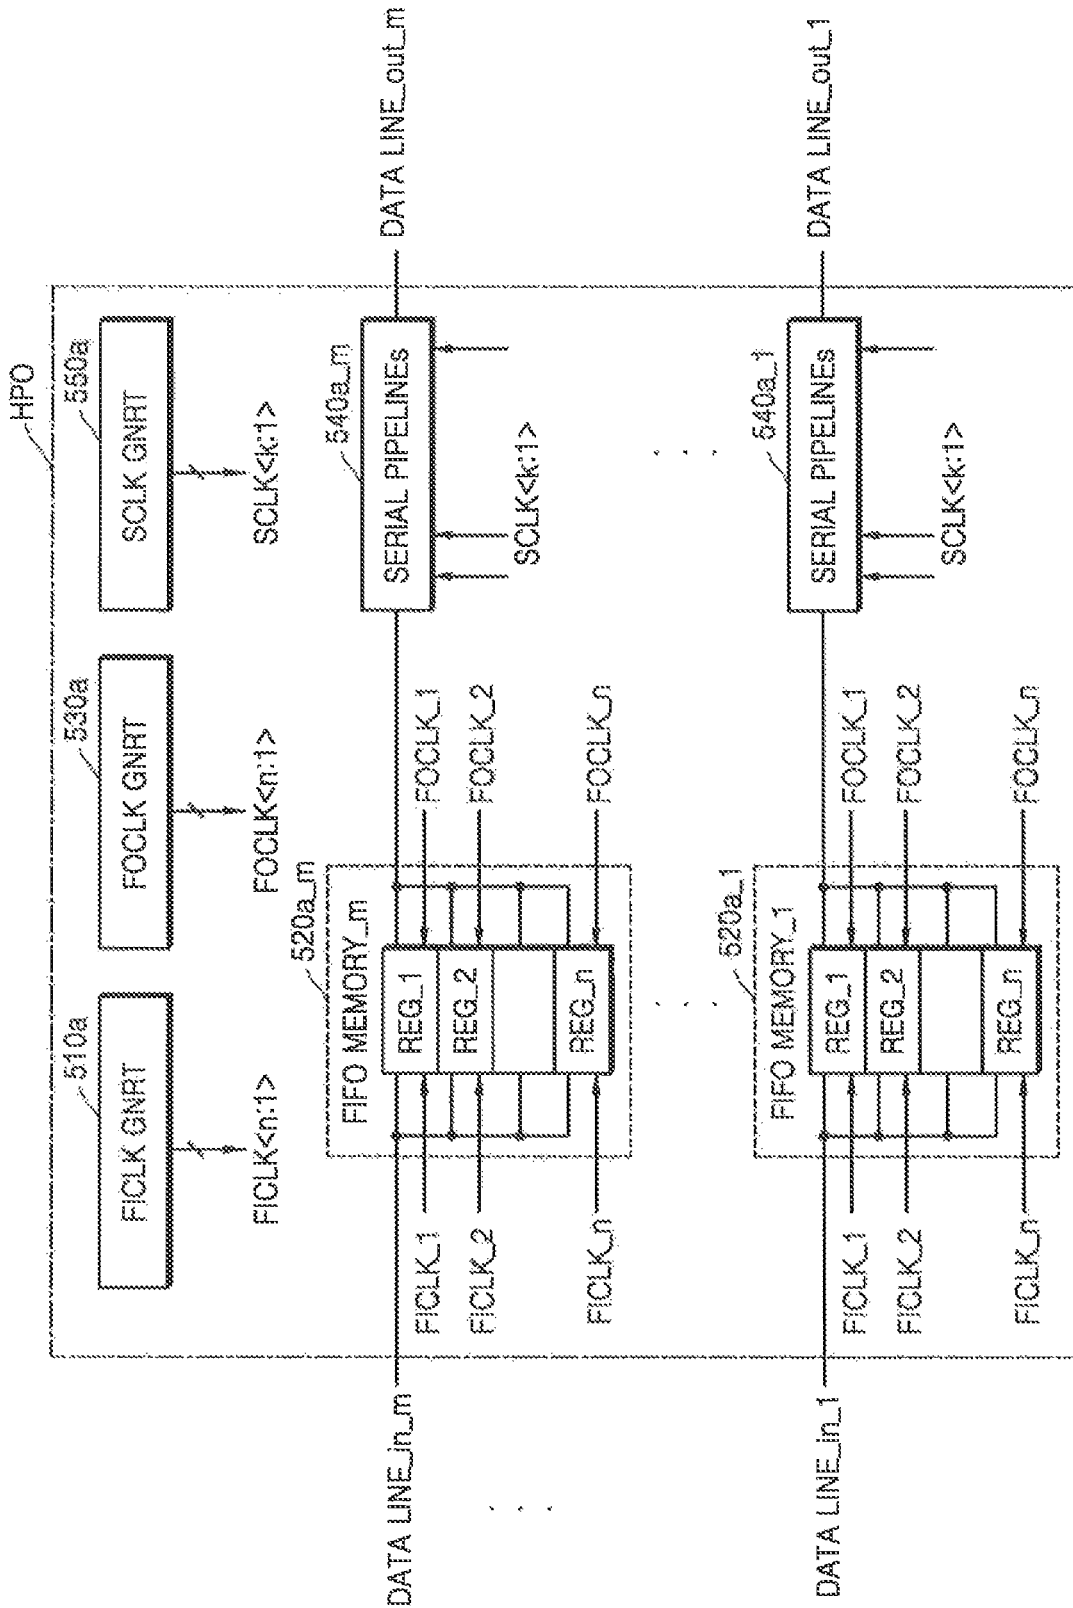 HPO
510a
530a
550a
FICLK GNRT
FOCLK GNRT
SCLK GNRT
FICLK<n:1>
FOCLK<n:1>
SCLK<k:1>
520a_m
540a_m
FIFO MEMORY_m
DATA LINE_in_m
SERIAL PIPELINEs
DATA LINE_out_m
FICLK_1
REG_1
FOCLK_1
FICLK_2
REG_2
FOCLK_2
SCLK<k:1>
FICLK_n
REG_n
FOCLK_n
. . .
. . .
. . .
520a_1
540a_1
FIFO MEMORY_1
DATA LINE_in_1
SERIAL PIPELINEs
DATA LINE_out_1
FICLK_1
REG_1
FOCLK_1
FICLK_2
REG_2
FOCLK_2
SCLK<k:1>
FICLK_n
REG_n
FOCLK_n